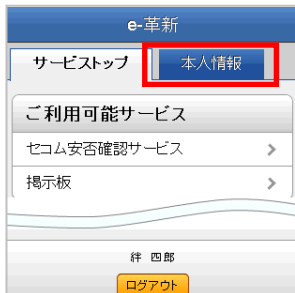 e-革新
サービストップ 本人情報
ご利用可能サービス
セコム安否確認サービス
掲示板
絆 四郎
ログアウト